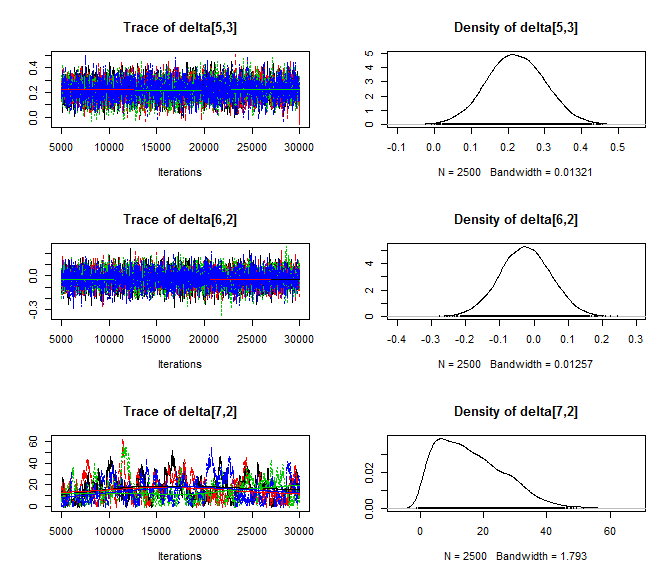 Trace of delta[5,3]
Density of delta[5,3]
0.0 0.2 0.4
0 1 2 3 4 5
5000 10000 15000 20000 25000 30000
-0.1 0.0 0.1 0.2 0.3 0.4 0.5
Iterations
N = 2500 Bandwidth = 0.01321
Trace of delta[6,2]
Density of delta[6,2]
-0.3 0.0
0 2 4
5000 10000 15000 20000 25000 30000
-0.4 -0.3 -0.2 -0.1 0.0 0.1 0.2 0.3
Iterations
N = 2500 Bandwidth = 0.01257
Trace of delta[7,2]
Density of delta[7,2]
0 20 40 60
0.00 0.02
5000 10000 15000 20000 25000 30000
0 20 40 60
Iterations
N = 2500 Bandwidth = 1.793